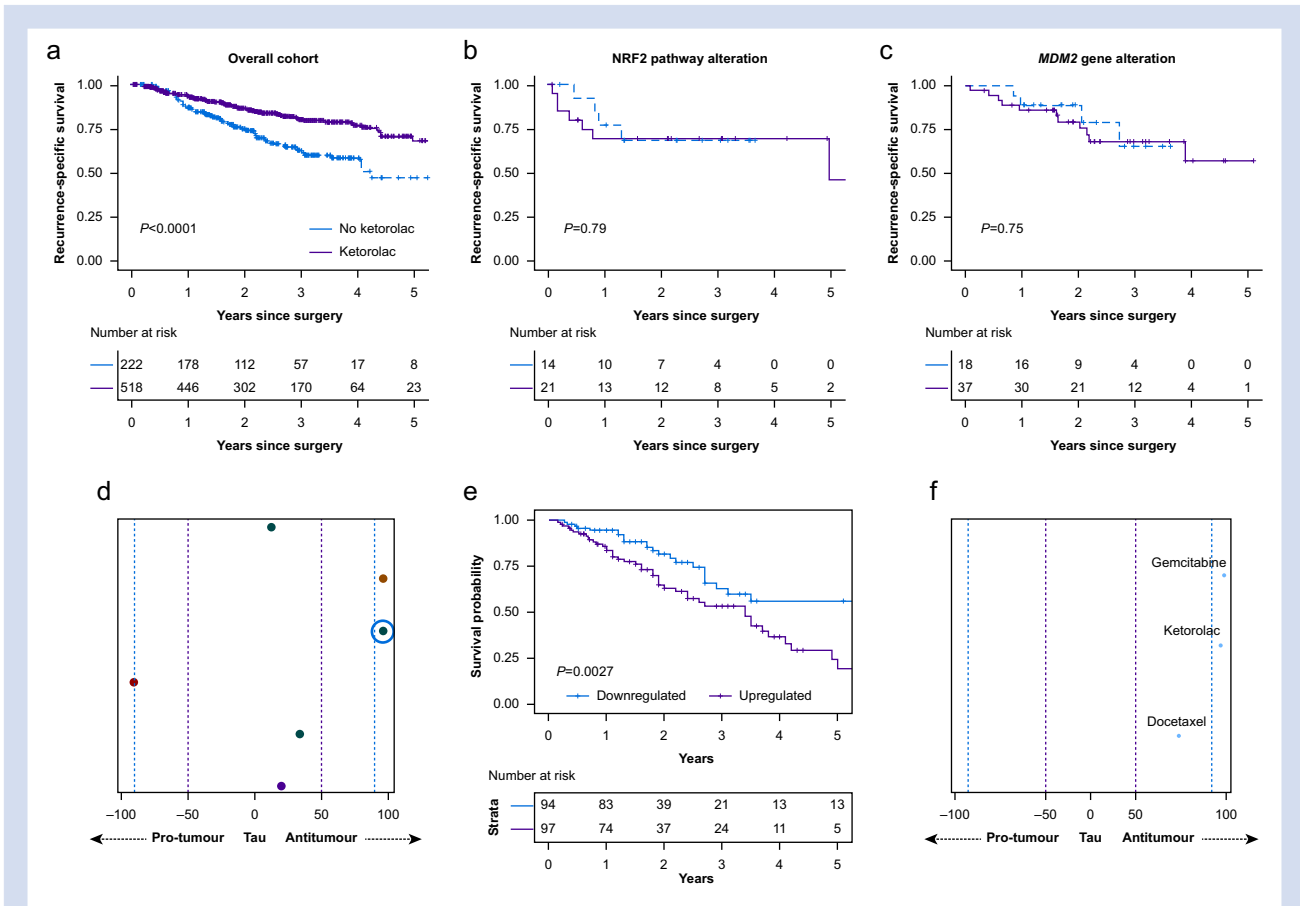 a
Overall cohort
Recurrence-specific survival
1.00
0.75
0.50
0.25
0.00
P<0.0001
No ketorolac
Ketorolac
0 1 2 3 4 5
Years since surgery
Number at risk
222 178 112 57 17 8
518 446 302 170 64 23
0 1 2 3 4 5
Years since surgery
b
NRF2 pathway alteration
Recurrence-specific survival
1.00
0.75
0.50
0.25
0.00
P=0.79
0 1 2 3 4 5
Years since surgery
Number at risk
14 10 7 4 0 0
21 13 12 8 5 2
0 1 2 3 4 5
Years since surgery
c
MDM2 gene alteration
Recurrence-specific survival
1.00
0.75
0.50
0.25
0.00
P=0.75
0 1 2 3 4 5
Years since surgery
Number at risk
18 16 9 4 0 0
37 30 21 12 4 1
0 1 2 3 4 5
Years since surgery
d
–100 –50 0 50 100
Pro-tumour Tau Antitumour
e
Survival probability
1.00
0.75
0.50
0.25
0.00
P=0.0027
Downregulated Upregulated
0 1 2 3 4 5
Years
Number at risk
Strata
94 83 39 21 13 13
97 74 37 24 11 5
0 1 2 3 4 5
Years
f
Gemcitabine
Ketorolac
Docetaxel
–100 –50 0 50 100
Pro-tumour Tau Antitumour